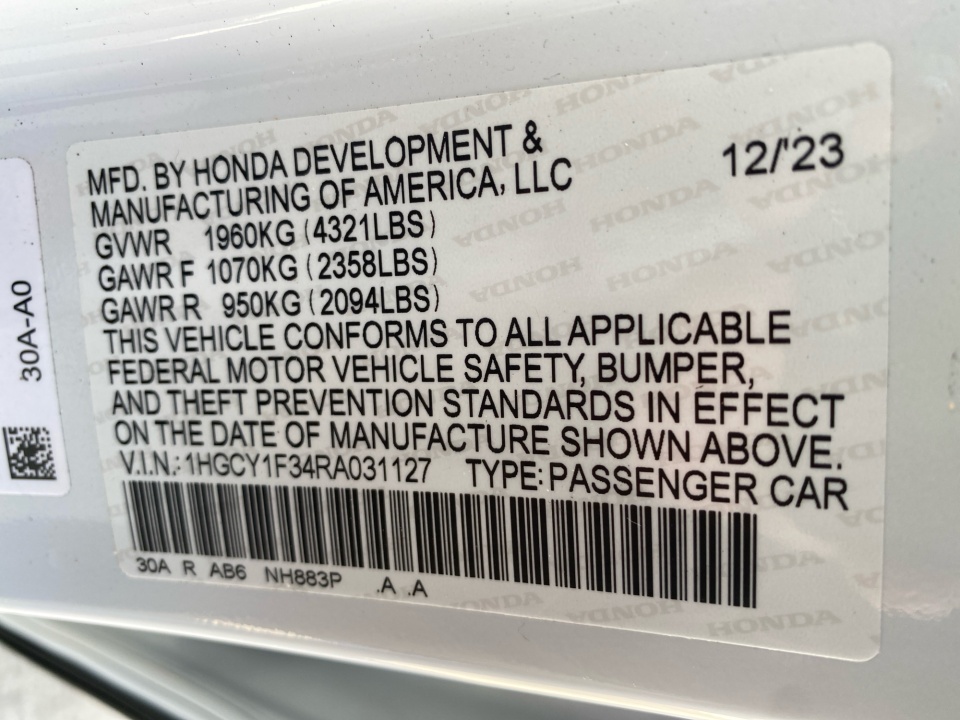 MFD. BY HONDA DEVELOPMENT &
MANUFACTURING OF AMERICA, LLC
12/'23
GVWR 1960KG (4321LBS)
GAWR F 1070KG (2358LBS)
GAWR R 950KG (2094LBS)
THIS VEHICLE CONFORMS TO ALL APPLICABLE
FEDERAL MOTOR VEHICLE SAFETY, BUMPER,
AND THEFT PREVENTION STANDARDS IN EFFECT
ON THE DATE OF MANUFACTURE SHOWN ABOVE.
V.I.N.: 1HGCY1F34RA031127 TYPE: PASSENGER CAR
30A R AB6 NH883P .A .A
30A-A0
HONDA